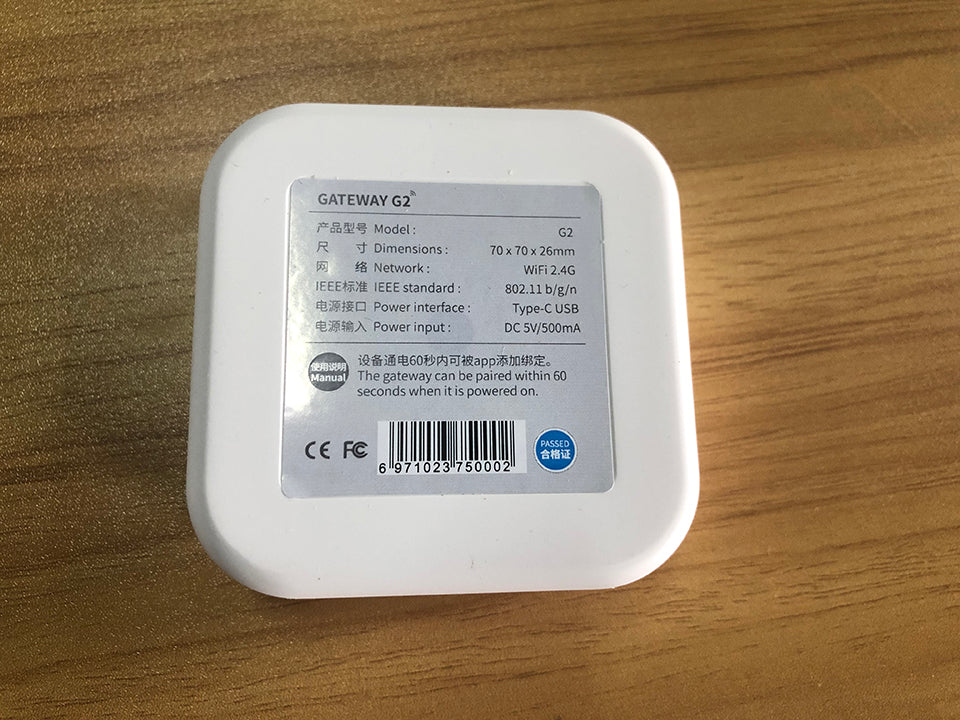 GATEWAY G2
产品型号 Model : G2
尺 寸 Dimensions : 70 x 70 x 26mm
网 络 Network : WiFi 2.4G
IEEE标准 IEEE standard : 802.11 b/g/n
电源接口 Power interface : Type-C USB
电源输入 Power input : DC 5V/500mA
使用说明
Manual
设备通电60秒内可被app添加绑定。
The gateway can be paired within 60
seconds when it is powered on.
CE FC
6 971023 750002
PASSED
合格证